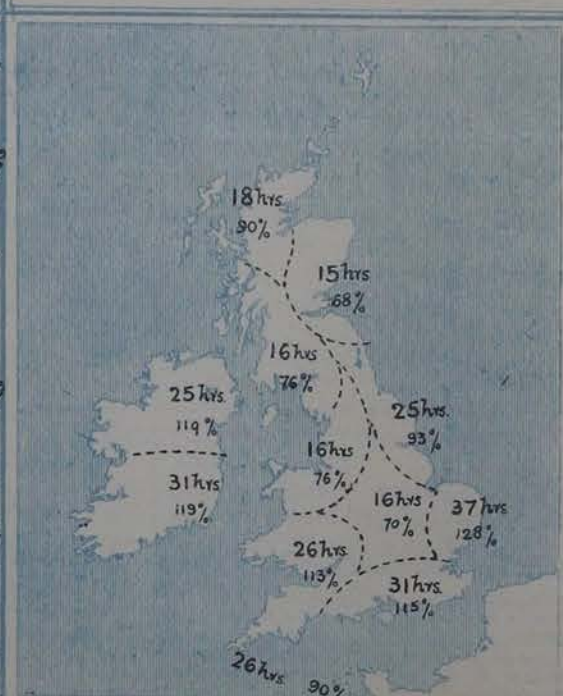 18hrs
90%
15hrs
68%
16hrs
76%
25hrs.
119%
25hrs.
93%
16hrs
76%
31hrs
119%
16hrs
70%
37hrs
128%
26hrs.
113%
31hrs.
115%
26hrs.
90%